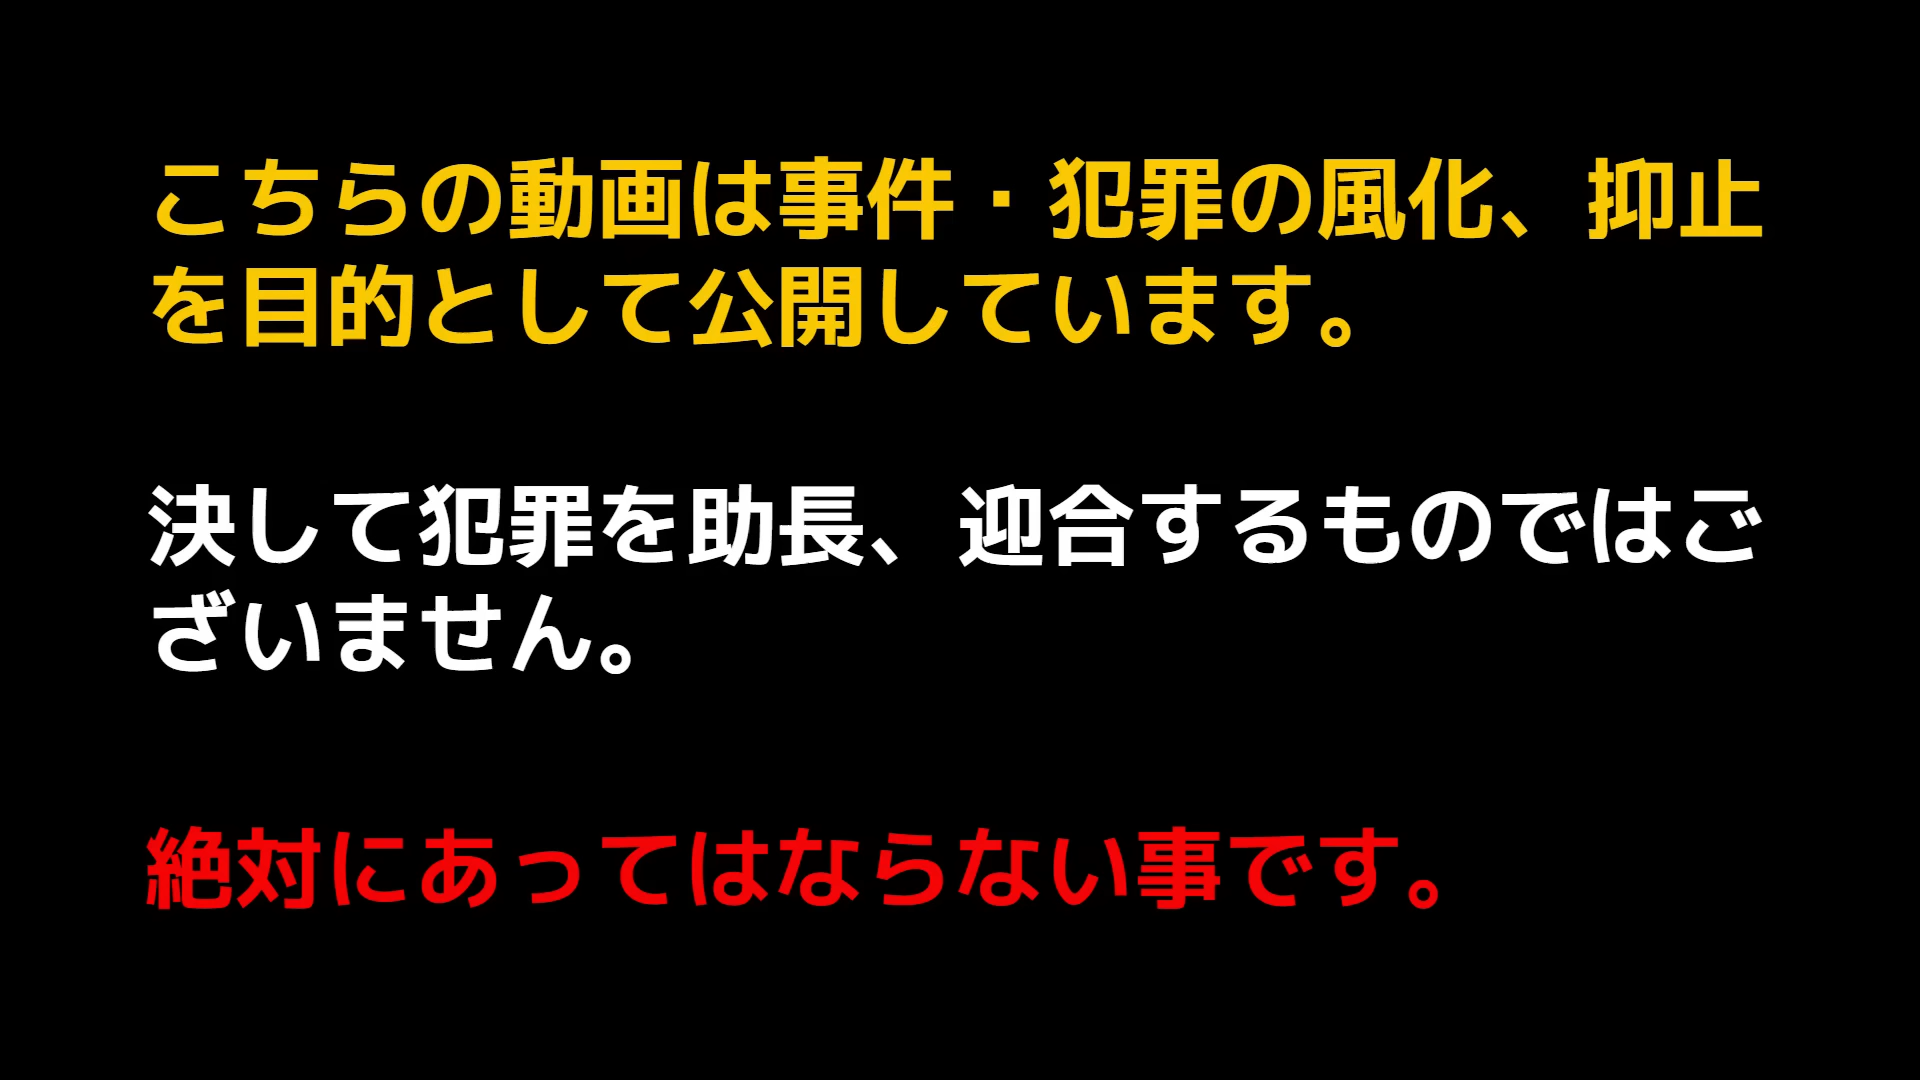 こちらの動画は事件・犯罪の風化、抑止
を目的として公開しています。
決して犯罪を助長、迎合するものではご
ざいません。
絶対にあってはならない事です。